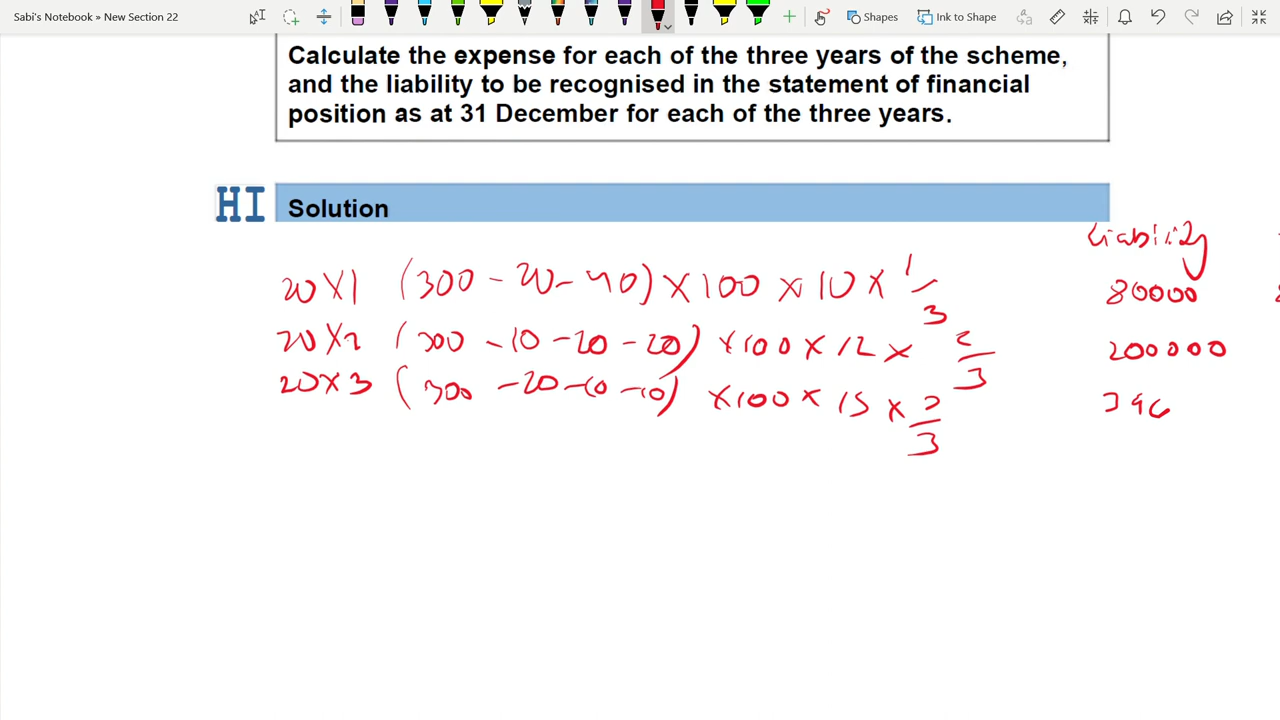 Sabi's Notebook » New Section 22
Shapes
Ink to Shape
Calculate the expense for each of the three years of the scheme,
and the liability to be recognised in the statement of financial
position as at 31 December for each of the three years.
HI Solution
Liability
20X1 (300 - 20 - 40) x 100 x 10 x 1/3 80000
20X2 (300 - 10 - 20 - 20) x 100 x 12 x 2/3 200000
20X3 (300 - 20 - 10 - 10) x 100 x 15 x 3/3 396